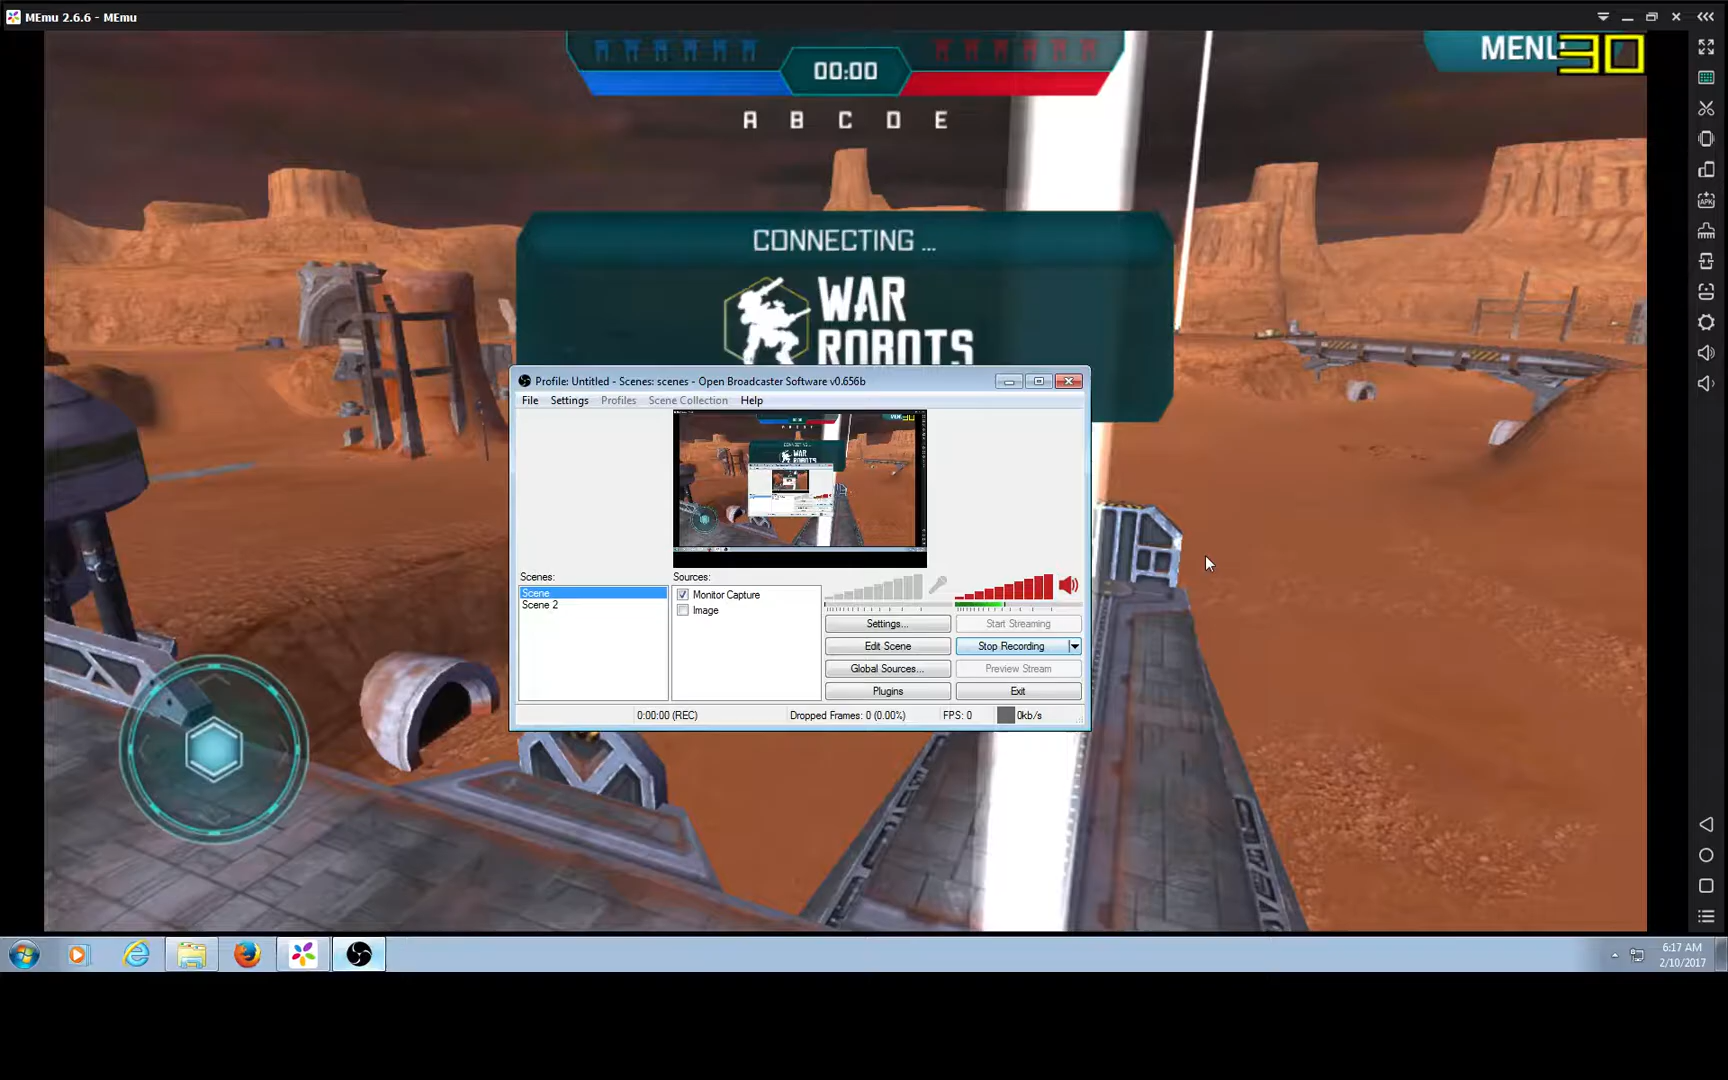 MEmu 2.6.6 - MEmu
MENU
30
00:00
A B C D E
CONNECTING ...
WAR
ROBOTS
Profile: Untitled - Scenes: scenes - Open Broadcaster Software v0.656b
File Settings Profiles Scene Collection Help
Scenes:
Scene
Scene 2
Sources:
Monitor Capture
Image
Settings...
Start Streaming
Edit Scene
Stop Recording
Global Sources...
Preview Stream
Plugins
Exit
0:00:00 (REC)
Dropped Frames: 0 (0.00%)
FPS: 0
0kb/s
APK
6:17 AM
2/10/2017